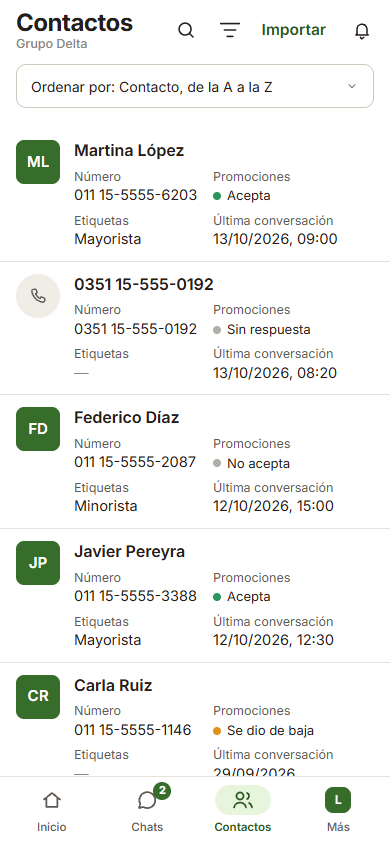 Contactos
Grupo Delta
Importar
Ordenar por: Contacto, de la A a la Z
ML
Martina López
Número
Promociones
011 15-5555-6203
Acepta
Etiquetas
Última conversación
Mayorista
13/10/2026, 09:00
0351 15-555-0192
Número
Promociones
0351 15-555-0192
Sin respuesta
Etiquetas
Última conversación
—
13/10/2026, 08:20
FD
Federico Díaz
Número
Promociones
011 15-5555-2087
No acepta
Etiquetas
Última conversación
Minorista
12/10/2026, 15:00
JP
Javier Pereyra
Número
Promociones
011 15-5555-3388
Acepta
Etiquetas
Última conversación
Mayorista
12/10/2026, 12:30
CR
Carla Ruiz
Número
Promociones
011 15-5555-1146
Se dio de baja
Etiquetas
Última conversación
—
29/09/2026
2
L
Inicio
Chats
Contactos
Más